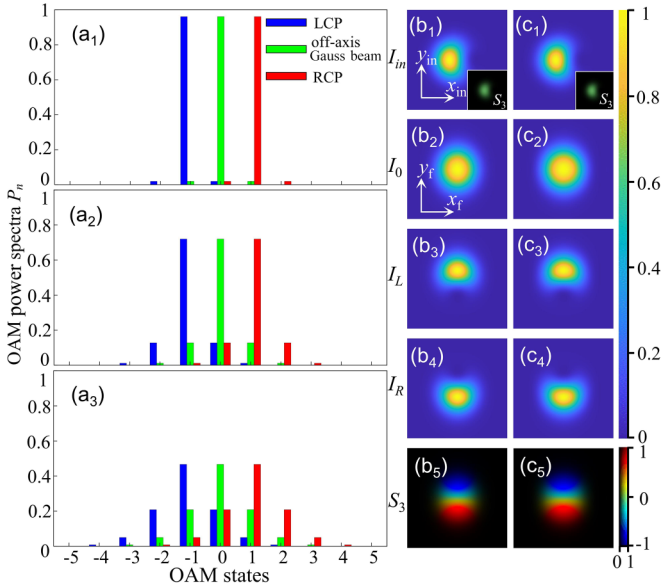 (a1)
LCP
off-axis
Gauss beam
RCP
1
0.8
0.6
0.4
0.2
0
(a2)
1
0.8
0.6
0.4
0.2
0
(a3)
1
0.8
0.6
0.4
0.2
0
-5 -4 -3 -2 -1 0 1 2 3 4 5
OAM states
OAM power spectra Pn
Iin
(b1)
yin
xin
S3
(c1)
S3
I0
(b2)
yf
xf
(c2)
IL
(b3)
(c3)
IR
(b4)
(c4)
S3
(b5)
(c5)
1
0.8
0.6
0.4
0.2
0
1
0
-1
0 1